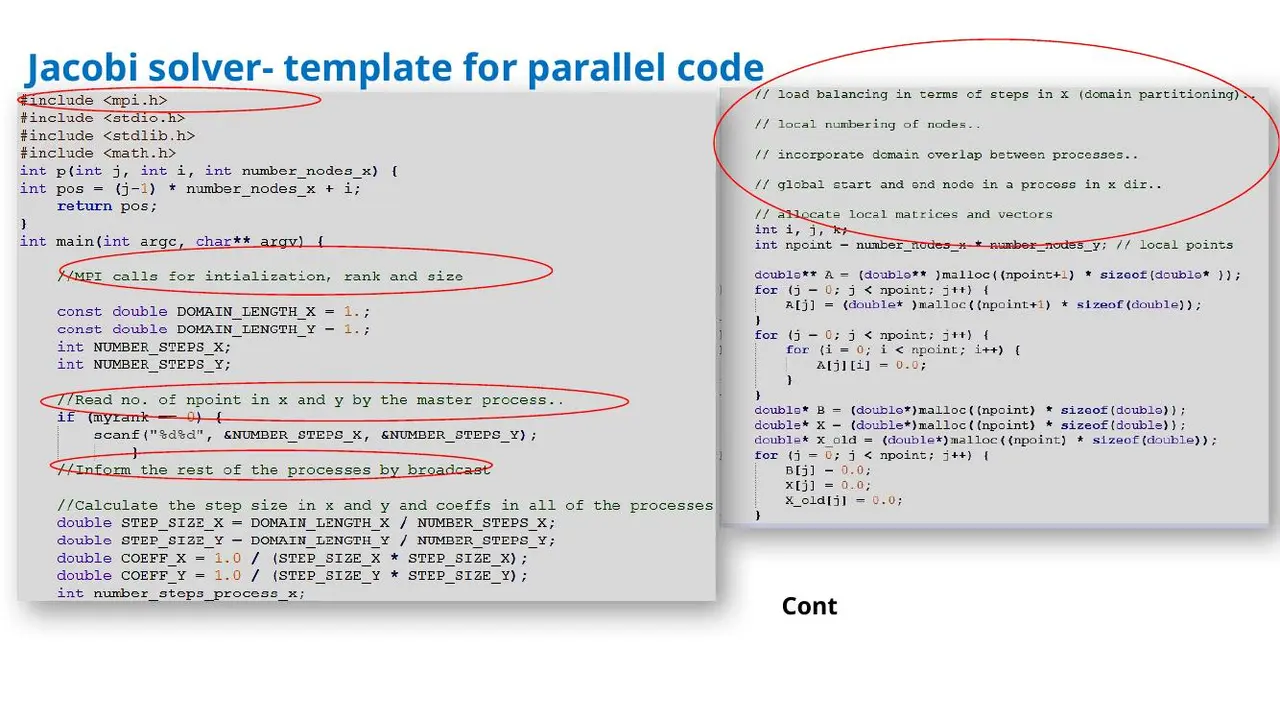 Jacobi solver- template for parallel code
#include <mpi.h>
#include <stdio.h>
#include <stdlib.h>
#include <math.h>
int p(int j, int i, int number_nodes_x) {
int pos = (j-1) * number_nodes_x + i;
return pos;
}
int main(int argc, char** argv) {
//MPI calls for intialization, rank and size
const double DOMAIN_LENGTH_X = 1.;
const double DOMAIN_LENGTH_Y = 1.;
int NUMBER_STEPS_X;
int NUMBER_STEPS_Y;
//Read no. of npoint in x and y by the master process..
if (myrank == 0) {
scanf("%d%d", &NUMBER_STEPS_X, &NUMBER_STEPS_Y);
}
//Inform the rest of the processes by broadcast
//Calculate the step size in x and y and coeffs in all of the processes
double STEP_SIZE_X = DOMAIN_LENGTH_X / NUMBER_STEPS_X;
double STEP_SIZE_Y = DOMAIN_LENGTH_Y / NUMBER_STEPS_Y;
double COEFF_X = 1.0 / (STEP_SIZE_X * STEP_SIZE_X);
double COEFF_Y = 1.0 / (STEP_SIZE_Y * STEP_SIZE_Y);
int number_steps_process_x;
// load balancing in terms of steps in X (domain partitioning)..
// local numbering of nodes..
// incorporate domain overlap between processes..
// global start and end node in a process in x dir..
// allocate local matrices and vectors
int i, j, k;
int npoint = number_nodes_x * number_nodes_y; // local points
double** A = (double** )malloc((npoint+1) * sizeof(double* ));
for (j = 0; j < npoint; j++) {
A[j] = (double* )malloc((npoint+1) * sizeof(double));
}
for (j = 0; j < npoint; j++) {
for (i = 0; i < npoint; i++) {
A[j][i] = 0.0;
}
}
double* B = (double*)malloc((npoint) * sizeof(double));
double* X = (double*)malloc((npoint) * sizeof(double));
double* X_old = (double*)malloc((npoint) * sizeof(double));
for (j = 0; j < npoint; j++) {
B[j] = 0.0;
X[j] = 0.0;
X_old[j] = 0.0;
}
Cont